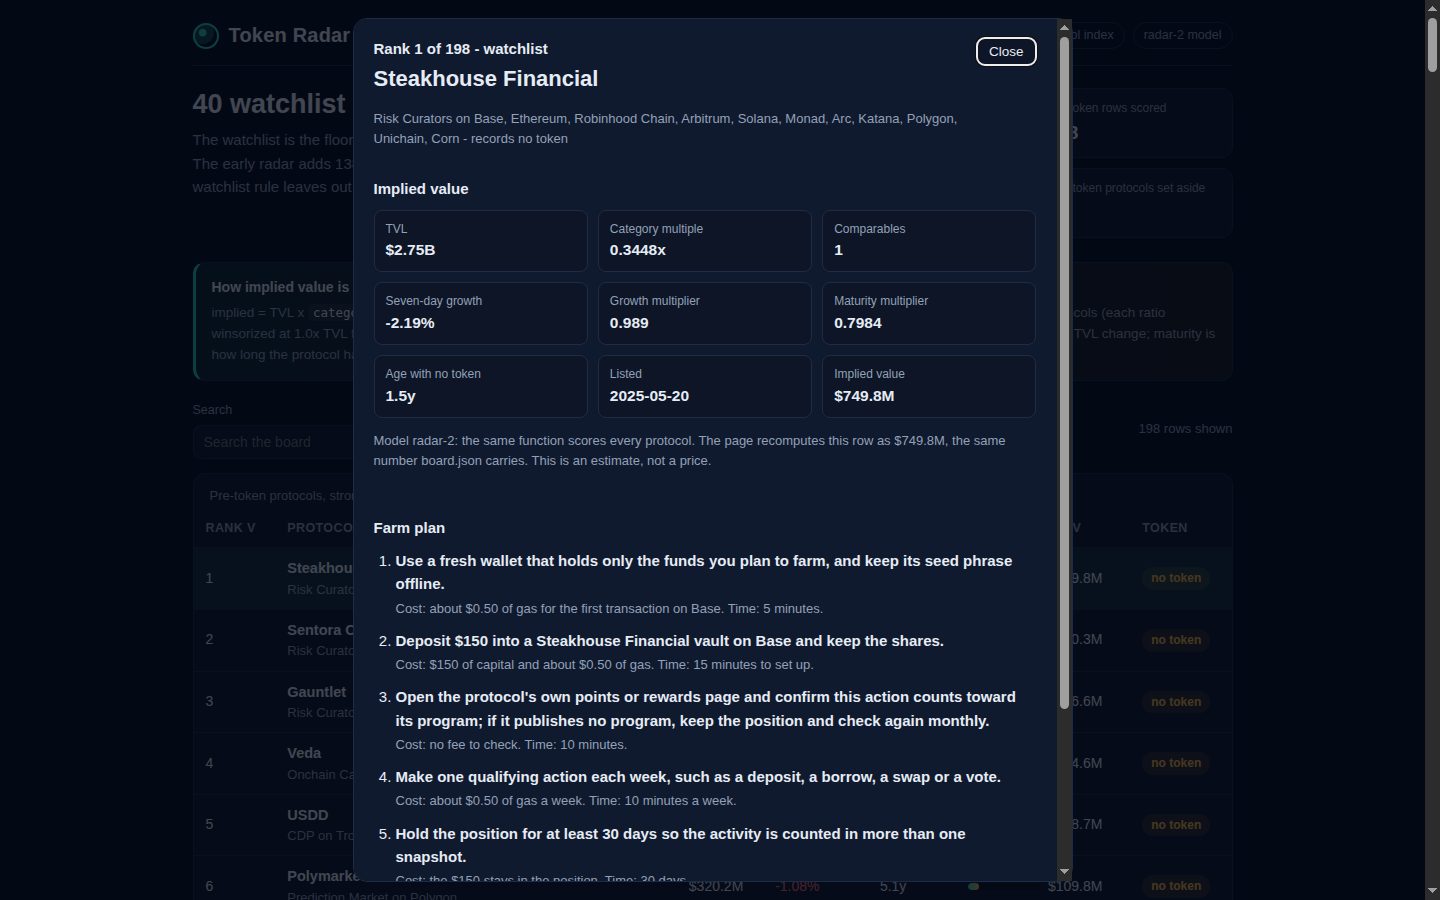 Token Radar
ol index
radar-2 model
40 watchlist
The watchlist is the floor
The early radar adds 138
watchlist rule leaves out
oken rows scored
token protocols set aside
How implied value is
implied = TVL x catego
cols (each ratio
winsorized at 1.0x TVL
TVL change; maturity is
how long the protocol ha
Search
Search the board
198 rows shown
Pre-token protocols, stron
RANK V
PROTOCO
V
TOKEN
1
Steakhou
Risk Curato
9.8M
no token
2
Sentora C
Risk Curato
0.3M
no token
3
Gauntlet
Risk Curato
6.6M
no token
4
Veda
Onchain Ca
4.6M
no token
5
USDD
CDP on Tro
8.7M
no token
6
Polymarke
Prediction Market on Polygon
$320.2M
-1.08%
5.1y
$109.8M
no token
Rank 1 of 198 - watchlist
Close
Steakhouse Financial
Risk Curators on Base, Ethereum, Robinhood Chain, Arbitrum, Solana, Monad, Arc, Katana, Polygon,
Unichain, Corn - records no token
Implied value
TVL
$2.75B
Category multiple
0.3448x
Comparables
1
Seven-day growth
-2.19%
Growth multiplier
0.989
Maturity multiplier
0.7984
Age with no token
1.5y
Listed
2025-05-20
Implied value
$749.8M
Model radar-2: the same function scores every protocol. The page recomputes this row as $749.8M, the same
number board.json carries. This is an estimate, not a price.
Farm plan
1. Use a fresh wallet that holds only the funds you plan to farm, and keep its seed phrase
offline.
Cost: about $0.50 of gas for the first transaction on Base. Time: 5 minutes.
2. Deposit $150 into a Steakhouse Financial vault on Base and keep the shares.
Cost: $150 of capital and about $0.50 of gas. Time: 15 minutes to set up.
3. Open the protocol's own points or rewards page and confirm this action counts toward
its program; if it publishes no program, keep the position and check again monthly.
Cost: no fee to check. Time: 10 minutes.
4. Make one qualifying action each week, such as a deposit, a borrow, a swap or a vote.
Cost: about $0.50 of gas a week. Time: 10 minutes a week.
5. Hold the position for at least 30 days so the activity is counted in more than one
snapshot.
Cost: the $150 stays in the position. Time: 30 days.